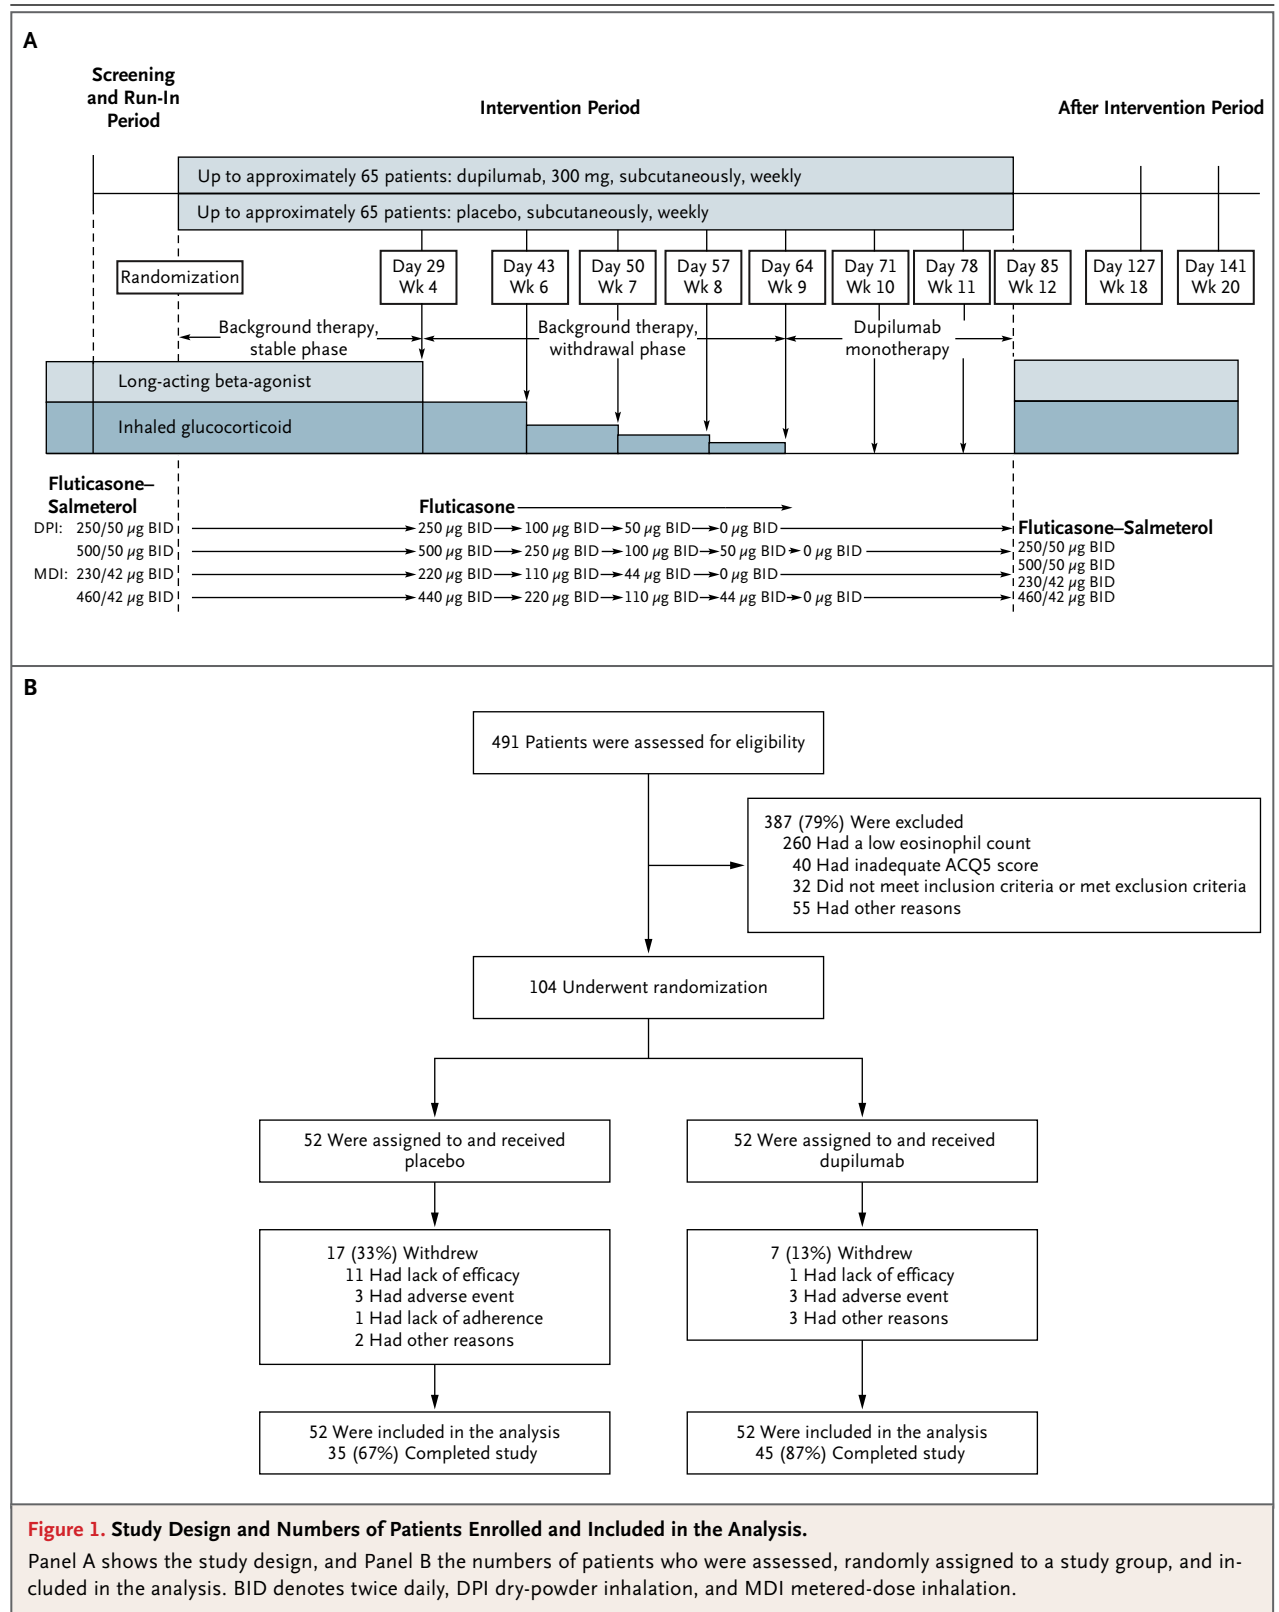 A
Screening
and Run-In
Period
Intervention Period
After Intervention Period
Up to approximately 65 patients: dupilumab, 300 mg, subcutaneously, weekly
Up to approximately 65 patients: placebo, subcutaneously, weekly
Randomization
Day 29
Wk 4
Day 43
Wk 6
Day 50
Wk 7
Day 57
Wk 8
Day 64
Wk 9
Day 71
Wk 10
Day 78
Wk 11
Day 85
Wk 12
Day 127
Wk 18
Day 141
Wk 20
Background therapy,
stable phase
Background therapy,
withdrawal phase
Dupilumab
monotherapy
Long-acting beta-agonist
Inhaled glucocorticoid
Fluticasone–
Salmeterol
Fluticasone
DPI: 250/50 µg BID 250 µg BID 100 µg BID 50 µg BID 0 µg BID
500/50 µg BID 500 µg BID 250 µg BID 100 µg BID 50 µg BID 0 µg BID
MDI: 230/42 µg BID 220 µg BID 110 µg BID 44 µg BID 0 µg BID
460/42 µg BID 440 µg BID 220 µg BID 110 µg BID 44 µg BID 0 µg BID
Fluticasone–Salmeterol
250/50 µg BID
500/50 µg BID
230/42 µg BID
460/42 µg BID
B
491 Patients were assessed for eligibility
387 (79%) Were excluded
260 Had a low eosinophil count
40 Had inadequate ACQ5 score
32 Did not meet inclusion criteria or met exclusion criteria
55 Had other reasons
104 Underwent randomization
52 Were assigned to and received
placebo
52 Were assigned to and received
dupilumab
17 (33%) Withdrew
11 Had lack of efficacy
3 Had adverse event
1 Had lack of adherence
2 Had other reasons
7 (13%) Withdrew
1 Had lack of efficacy
3 Had adverse event
3 Had other reasons
52 Were included in the analysis
35 (67%) Completed study
52 Were included in the analysis
45 (87%) Completed study
Figure 1. Study Design and Numbers of Patients Enrolled and Included in the Analysis.
Panel A shows the study design, and Panel B the numbers of patients who were assessed, randomly assigned to a study group, and in-
cluded in the analysis. BID denotes twice daily, DPI dry-powder inhalation, and MDI metered-dose inhalation.